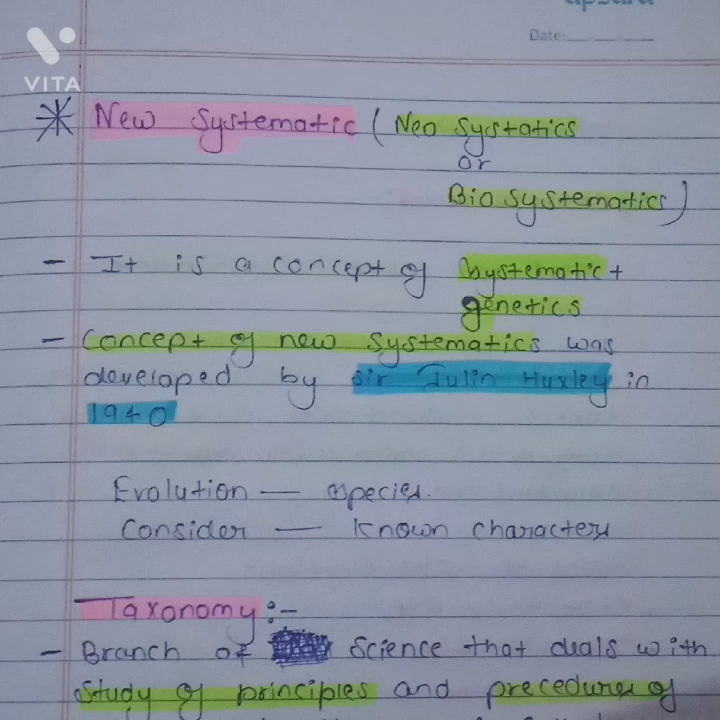 Date:
VITA
* New Systematic (Neo Systatics
or
Bio systematics)
- It is a concept of Systematic +
genetics
- Concept of new Systematics was
developed by sir Julin Huxley in
1940
Evolution — species.
Consider — Known characters
Taxonomy :-
- Branch of Science that duals with
Study of principles and precedures of